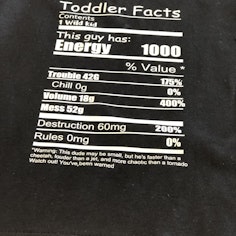 Toddler Facts
Contents
1 Wild kid
This guy has:
Energy 1000
% Value *
Trouble 42G 175%
Chill 0g 0%
Volume 18g 400%
Mess 52g
Destruction 60mg 200%
Rules 0mg 0%
*Warning: This dude may be small, but he's faster than a
cheetah, louder than a jet, and more chaotic than a tornado
Watch out! You've,been warned